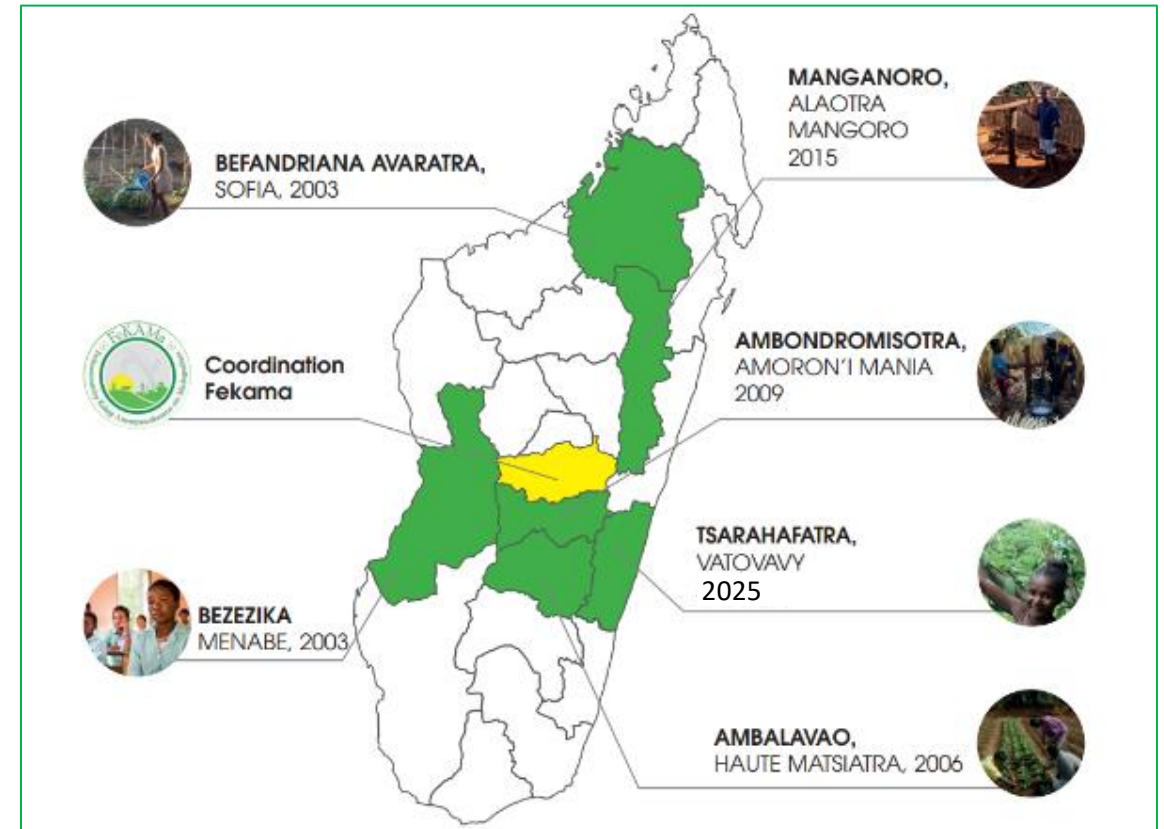 BEFANDRIANA AVARATRA,
SOFIA, 2003
MANGANORO,
ALAOTRA
MANGORO
2015
FeKAMa
Coordination
Fekama
AMBONDROMISOTRA,
AMORON'I MANIA
2009
TSARAHAFATRA,
VATOVAVY
2025
BEZEZIKA
MENABE, 2003
AMBALAVAO,
HAUTE MATSIATRA, 2006